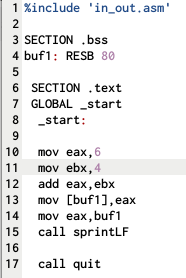 1 %include 'in_out.asm'
2
3 SECTION .bss
4 buf1: RESB 80
5
6 SECTION .text
7 GLOBAL _start
8 _start:
9
10 mov eax,6
11 mov ebx,4
12 add eax,ebx
13 mov [buf1],eax
14 mov eax,buf1
15 call sprintLF
16
17 call quit